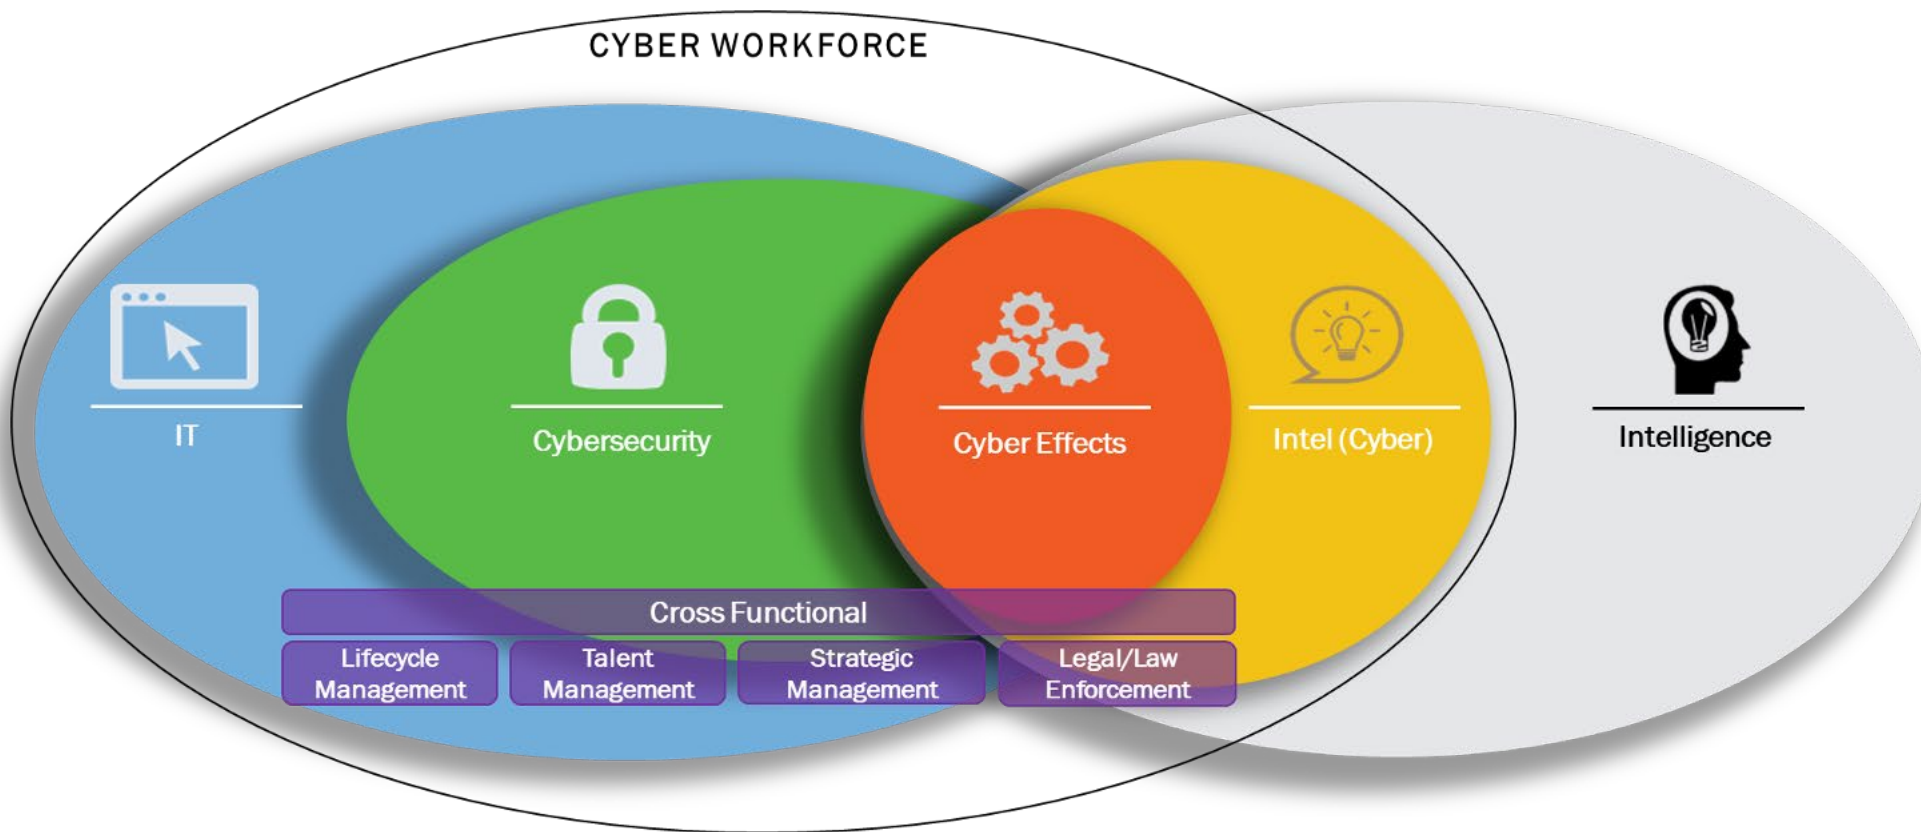 CYBER WORKFORCE
IT
Cybersecurity
Cyber Effects
Intel (Cyber)
Intelligence
Cross Functional
Lifecycle
Management
Talent
Management
Strategic
Management
Legal/Law
Enforcement